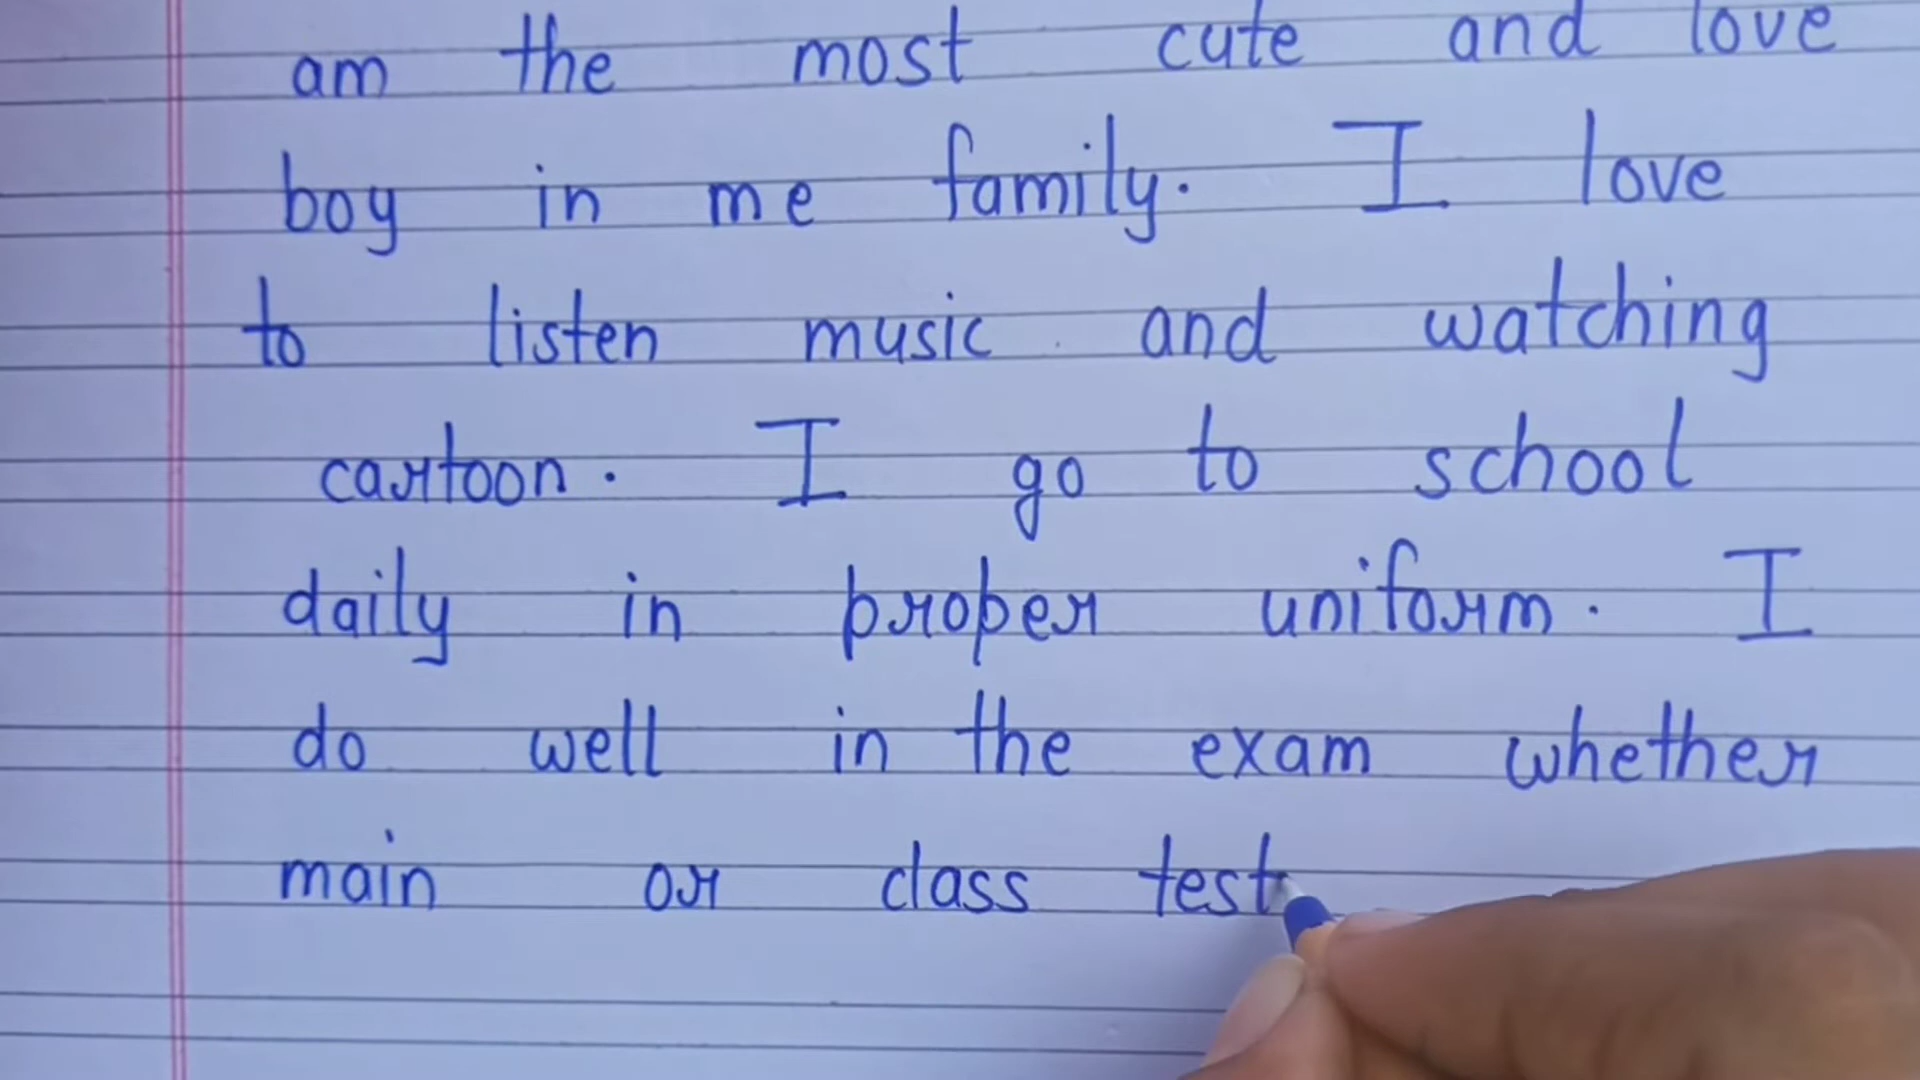 am the most cute and love
boy in me family. I love
to listen music and watching
cartoon. I go to school
daily in proper uniform. I
do well in the exam whether
main or class test